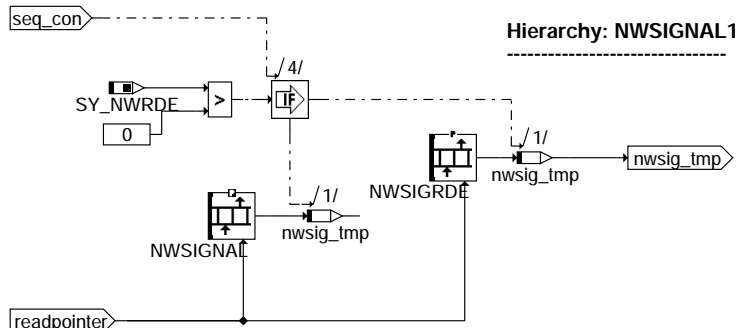 seq_con
Hierarchy: NWSIGNAL1
--------------------------------
/4/
SY_NWRDE
>
IF
0
/1/
P
nwsig_tmp
nwsig_tmp
NWSIGRDE
/1/
P
nwsig_tmp
NWSIGNAL
readpointer